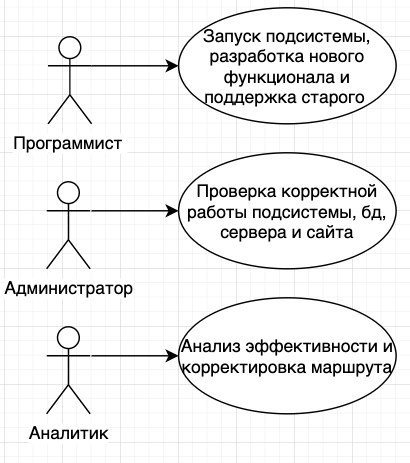 Запуск подсистемы,
разработка нового
функционала и
поддержка старого
Программист
Проверка корректной
работы подсистемы, бд,
сервера и сайта
Администратор
Анализ эффективности и
корректировка маршрута
Аналитик